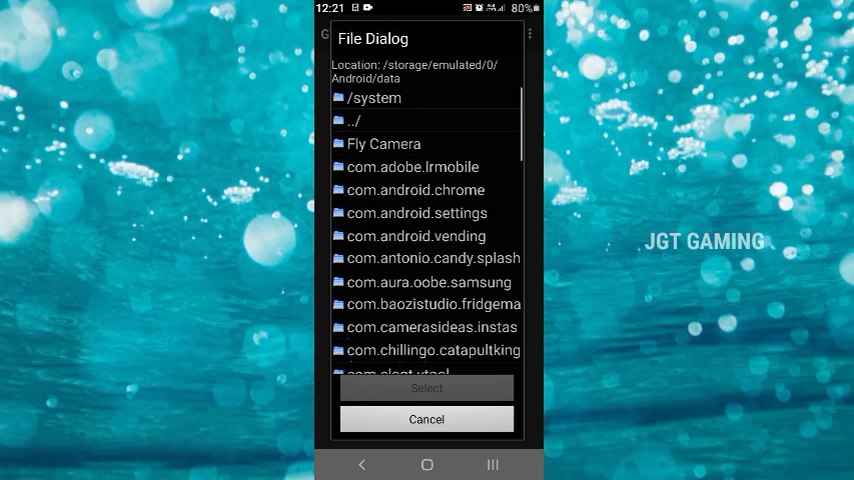 12:21 80%
G
File Dialog
Location: /storage/emulated/0/
Android/data
/system
../
Fly Camera
com.adobe.lrmobile
com.android.chrome
com.android.settings
com.android.vending
com.antonio.candy.splash
com.aura.oobe.samsung
com.baozistudio.fridgema
com.camerasideas.instas
com.chillingo.catapultking
Select
Cancel
JGT GAMING